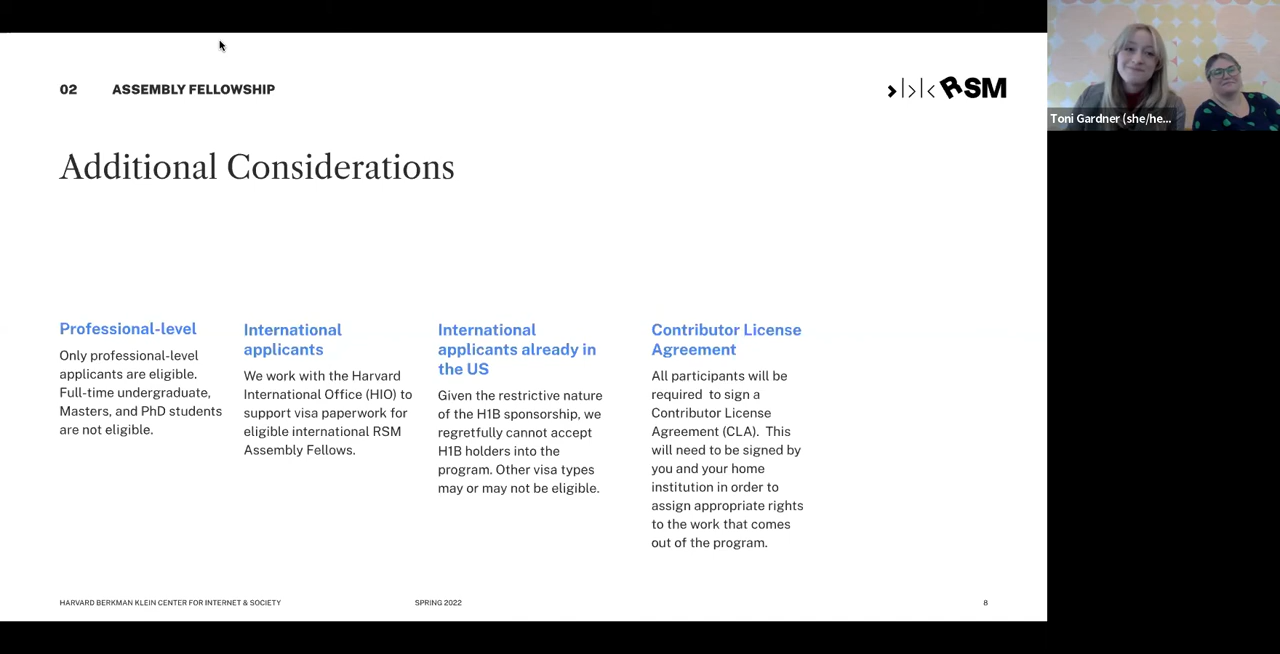 02 ASSEMBLY FELLOWSHIP
RSM
Toni Gardner (she/he...
Additional Considerations
Professional-level
Only professional-level
applicants are eligible.
Full-time undergraduate,
Masters, and PhD students
are not eligible.
International
applicants
We work with the Harvard
International Office (HIO) to
support visa paperwork for
eligible international RSM
Assembly Fellows.
International
applicants already in
the US
Given the restrictive nature
of the H1B sponsorship, we
regretfully cannot accept
H1B holders into the
program. Other visa types
may or may not be eligible.
Contributor License
Agreement
All participants will be
required to sign a
Contributor License
Agreement (CLA). This
will need to be signed by
you and your home
institution in order to
assign appropriate rights
to the work that comes
out of the program.
HARVARD BERKMAN KLEIN CENTER FOR INTERNET & SOCIETY SPRING 2022 8